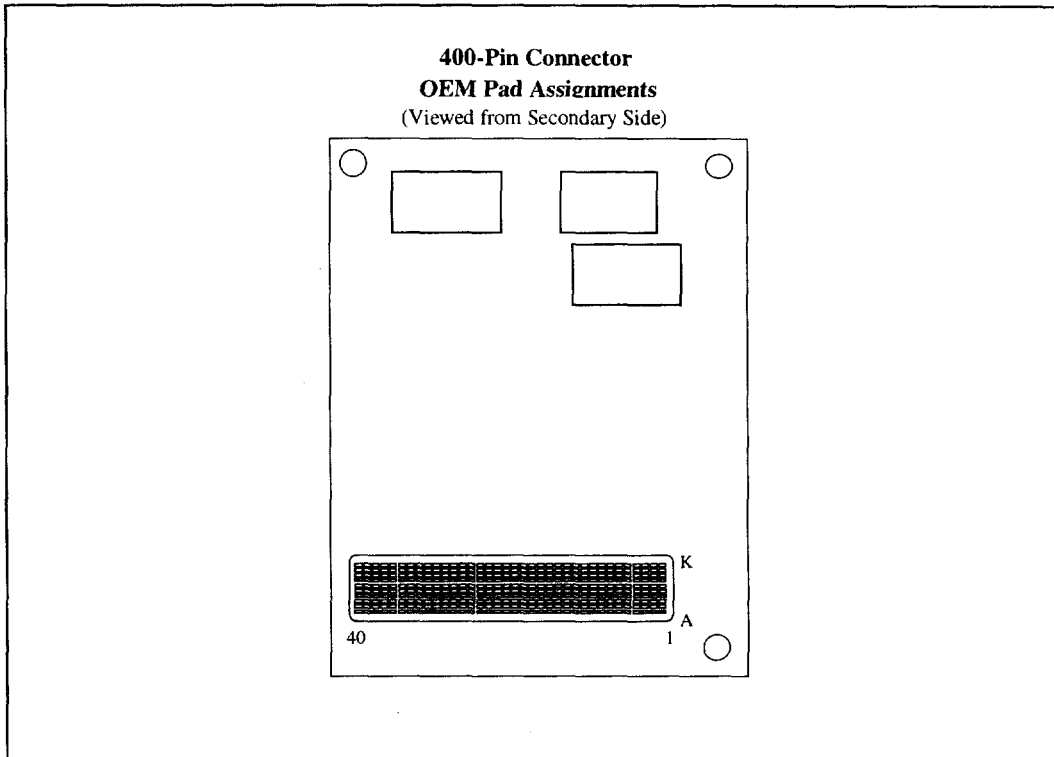 400-Pin Connector
OEM Pad Assignments
(Viewed from Secondary Side)
K
A
40
1